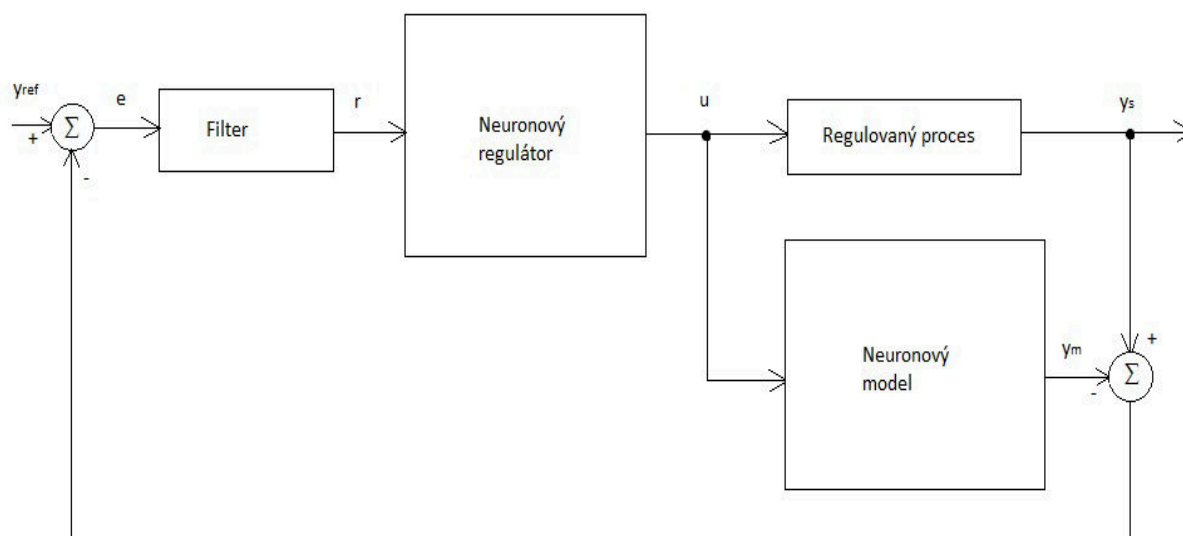 yref
+
Σ
-
e
Filter
r
Neuronový
regulátor
u
Regulovaný proces
ys
Neuronový
model
ym
+
-
Σ